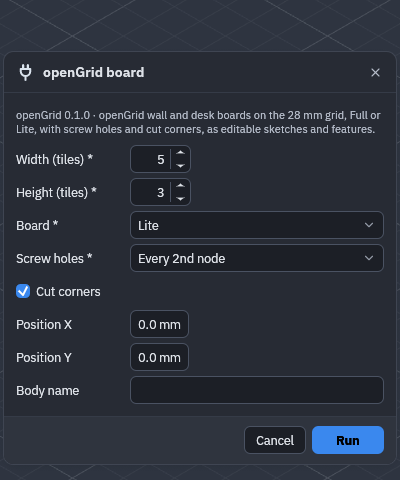 openGrid board
openGrid 0.1.0 · openGrid wall and desk boards on the 28 mm grid, Full or
Lite, with screw holes and cut corners, as editable sketches and features.
Width (tiles) * 5
Height (tiles) * 3
Board * Lite
Screw holes * Every 2nd node
Cut corners
Position X 0.0 mm
Position Y 0.0 mm
Body name
Cancel Run